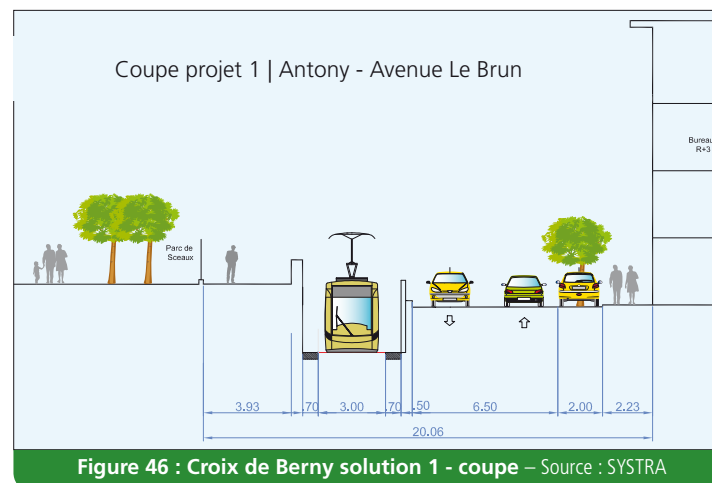 Coupe projet 1 | Antony - Avenue Le Brun
Bureau
R+3
Parc de
Sceaux
3.93 .70 3.00 .70 .50 6.50 2.00 2.23
20.06
Figure 46 : Croix de Berny solution 1 - coupe – Source : SYSTRA